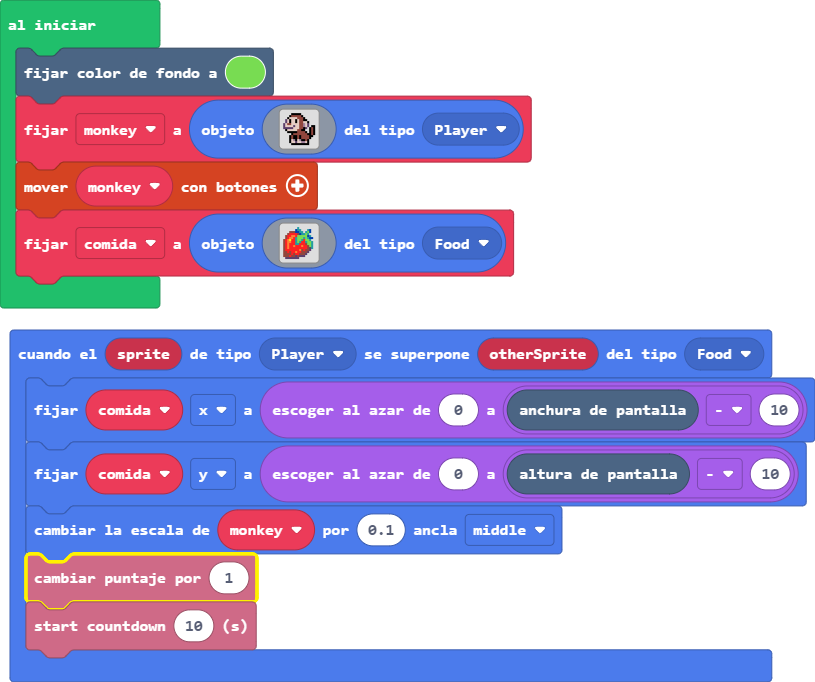 al iniciar
fijar color de fondo a
fijar monkey a objeto del tipo Player
mover monkey con botones
fijar comida a objeto del tipo Food
cuando el sprite de tipo Player se superpone otherSprite del tipo Food
fijar comida x a escoger al azar de 0 a anchura de pantalla - 10
fijar comida y a escoger al azar de 0 a altura de pantalla - 10
cambiar la escala de monkey por 0.1 ancla middle
cambiar puntaje por 1
start countdown 10 (s)